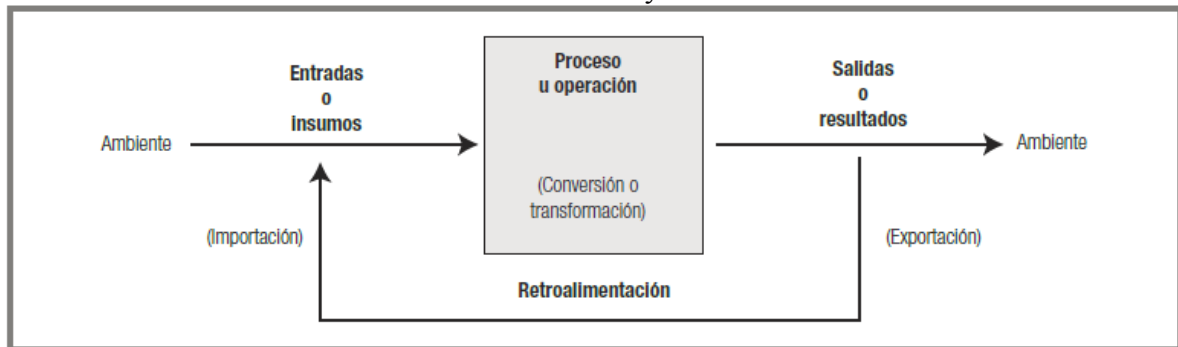 Entradas
o
insumos
Proceso
u operación
Salidas
o
resultados
Ambiente
Ambiente
(Conversión o
transformación)
(Importación)
(Exportación)
Retroalimentación